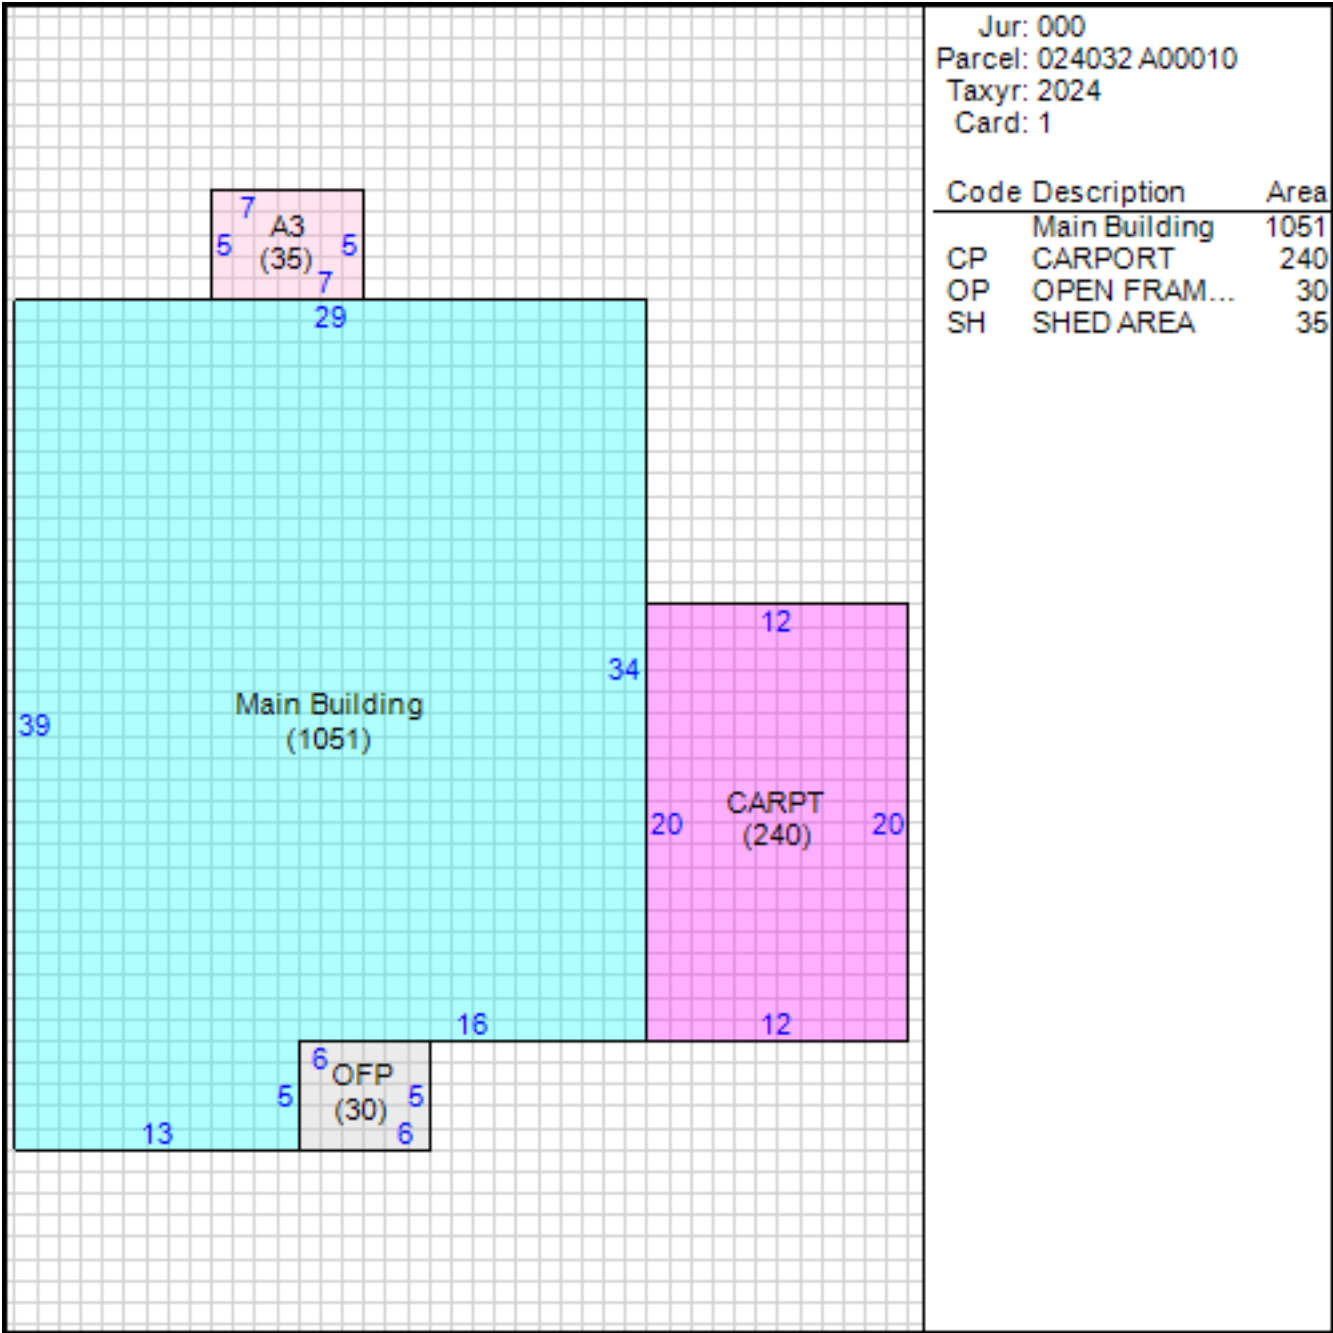 Jur: 000
Parcel: 024032 A00010
Taxyr: 2024
Card: 1
Code Description Area
Main Building 1051
CP CARPORT 240
OP OPEN FRAM... 30
SH SHED AREA 35
7
A3
5 5
(35)
7
29
12
34
Main Building
39
(1051)
CARPT
20 20
(240)
16 12
6
OFP
5 5
(30)
13 6